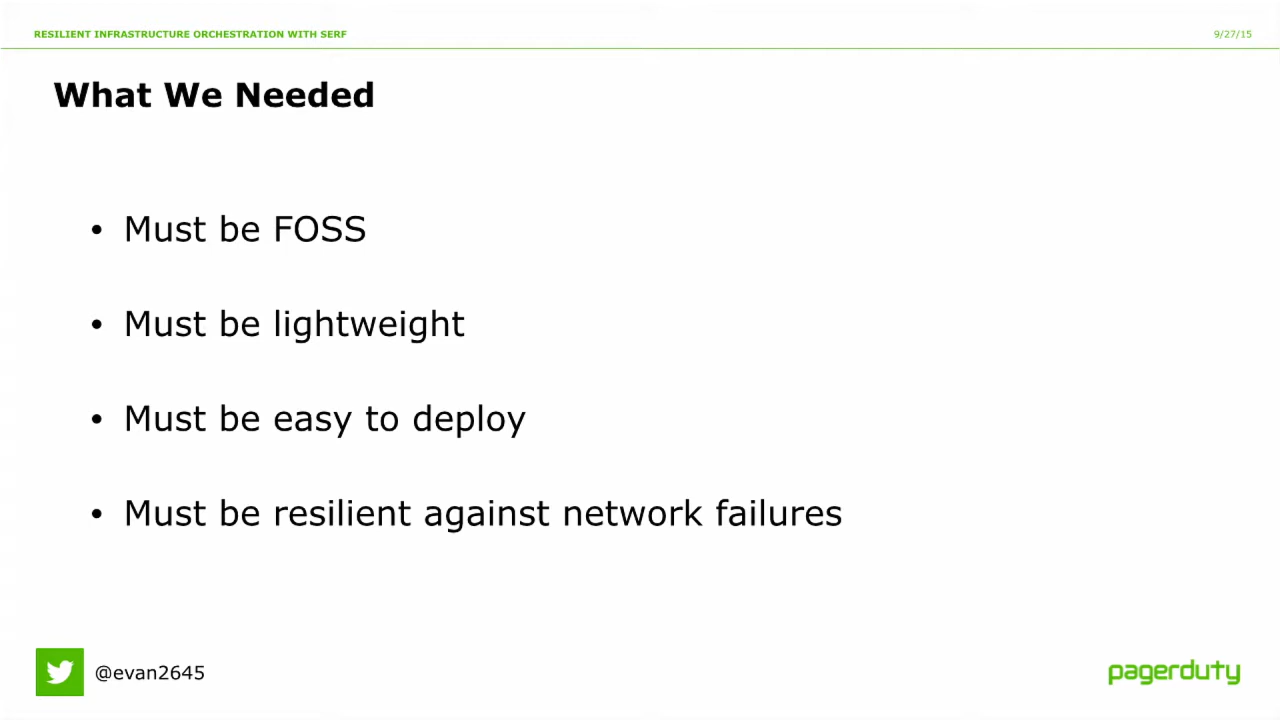 RESILIENT INFRASTRUCTURE ORCHESTRATION WITH SERF
9/27/15
What We Needed
• Must be FOSS
• Must be lightweight
• Must be easy to deploy
• Must be resilient against network failures
@evan2645
pagerduty